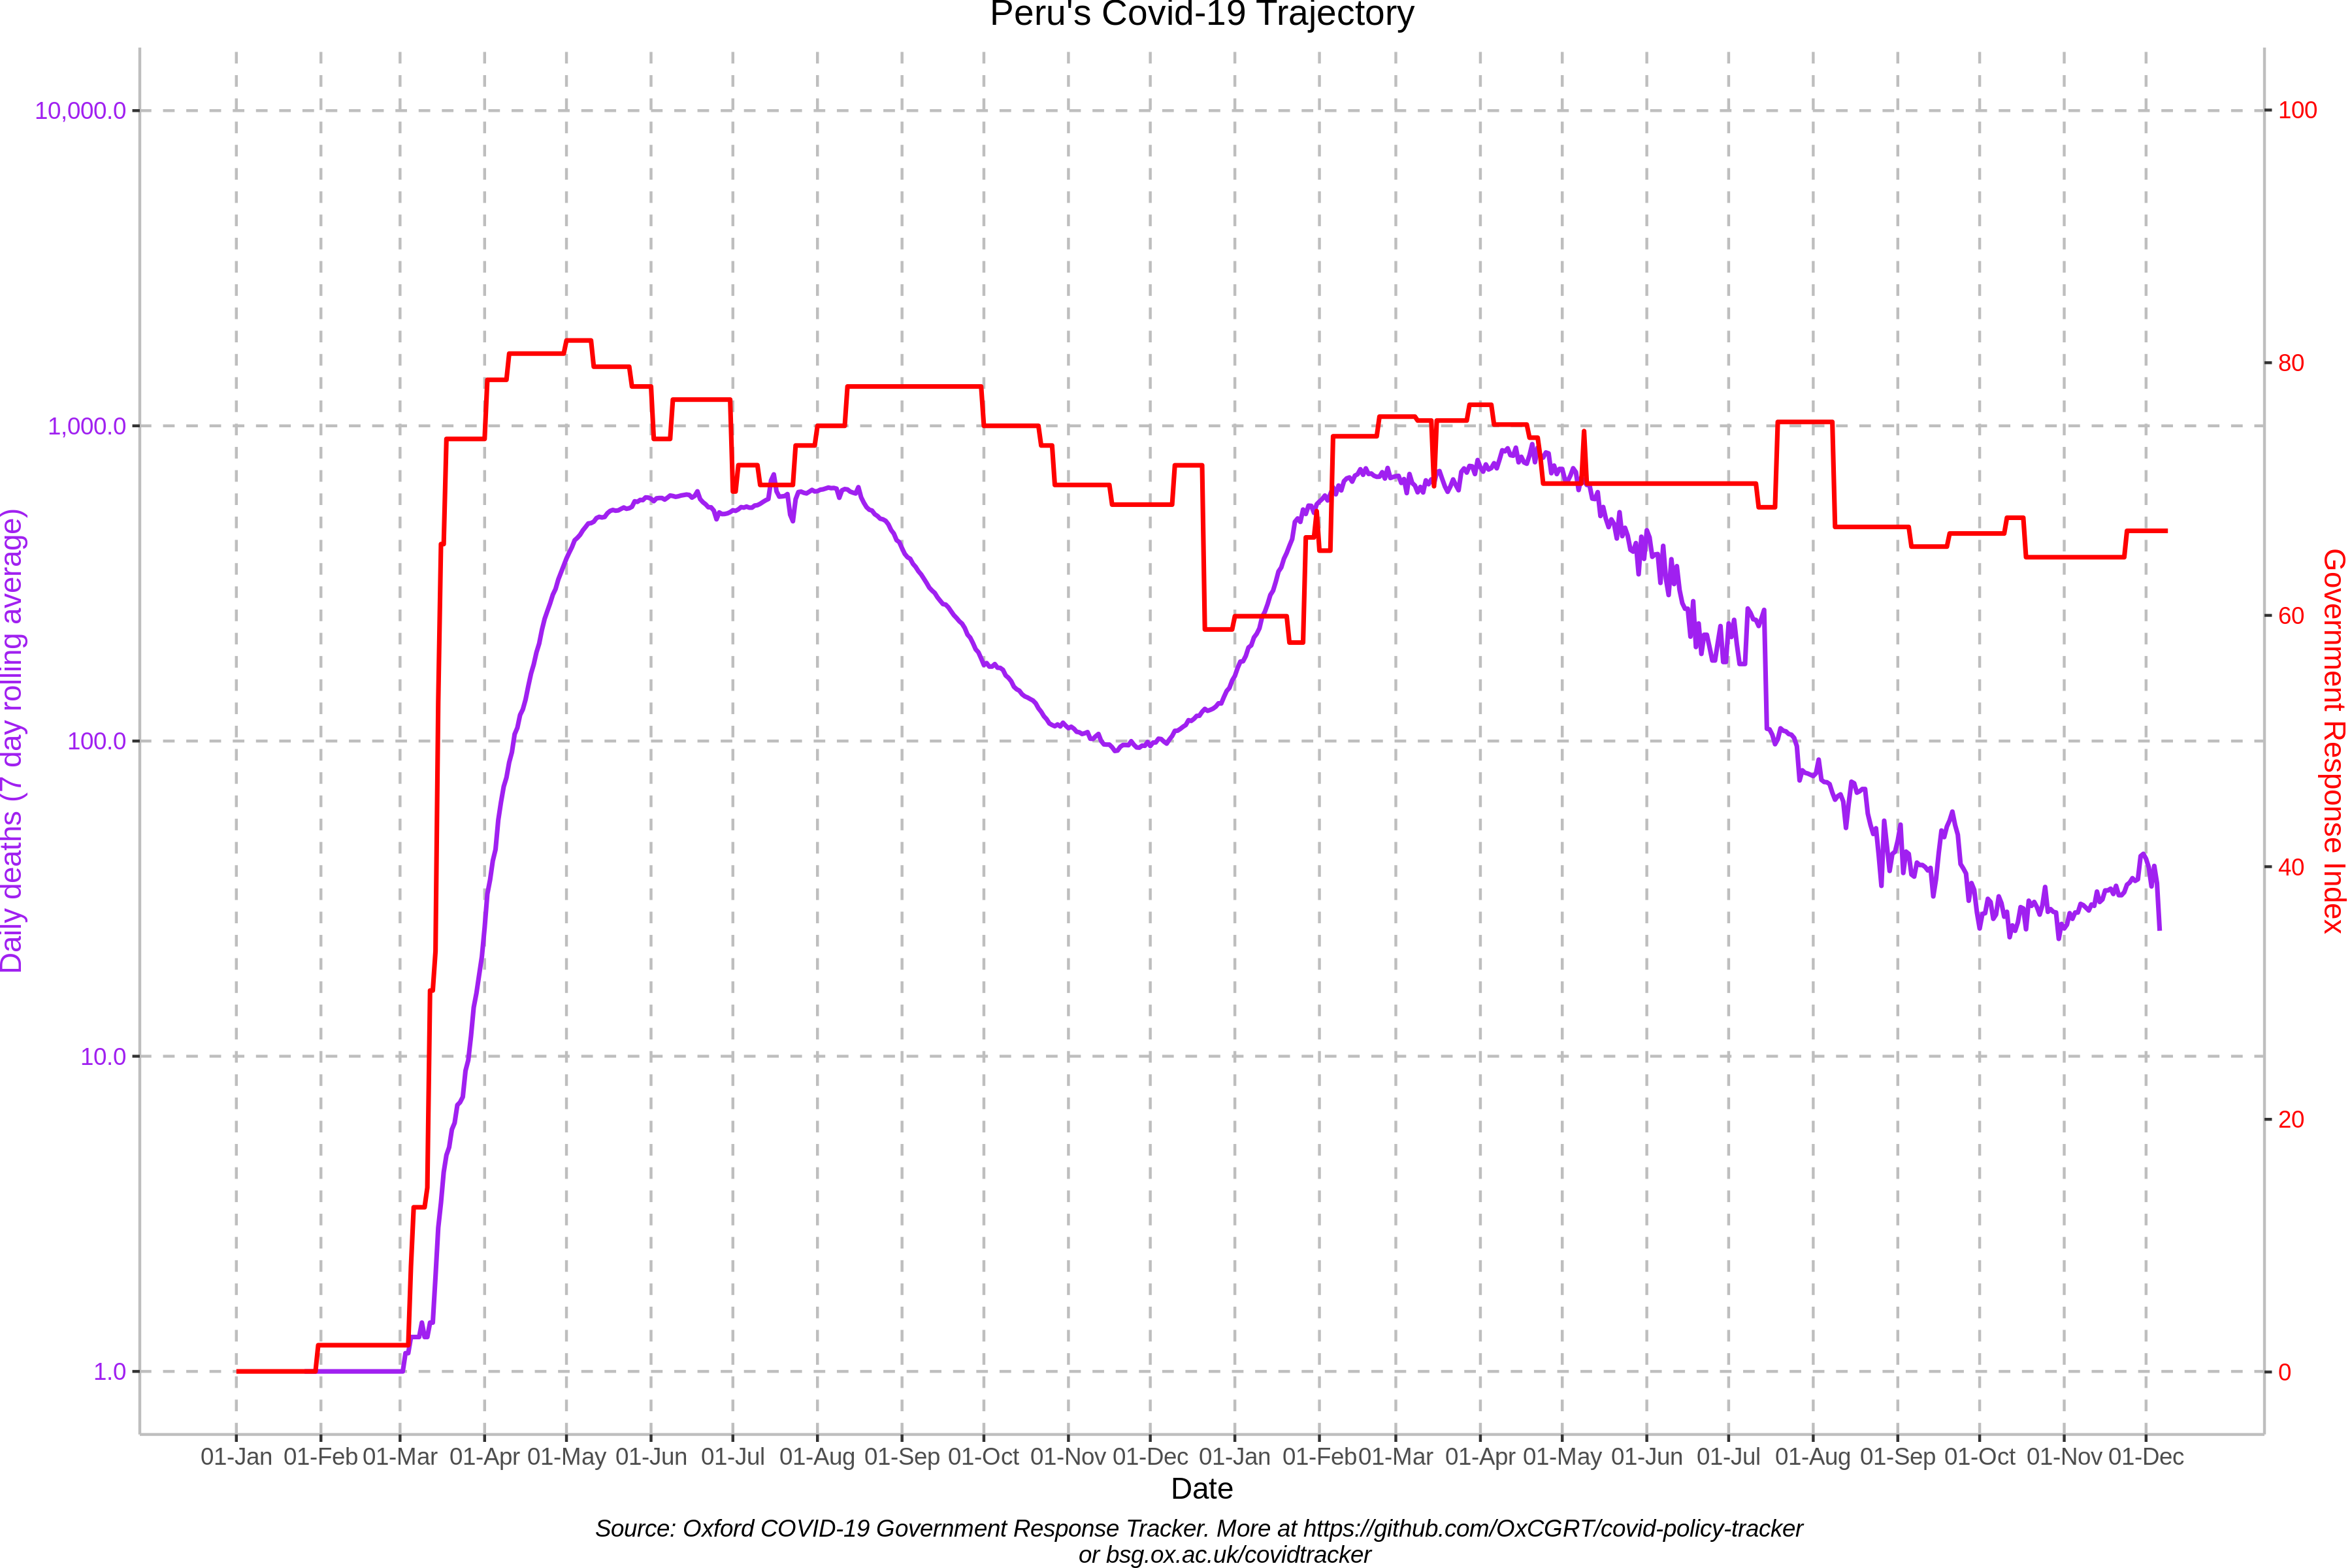 Peru's Covid-19 Trajectory
10,000.0
1,000.0
100.0
10.0
1.0
Daily deaths (7 day rolling average)
100
80
60
40
20
0
Government Response Index
01-Jan 01-Feb 01-Mar 01-Apr 01-May 01-Jun 01-Jul 01-Aug 01-Sep 01-Oct 01-Nov 01-Dec 01-Jan 01-Feb 01-Mar 01-Apr 01-May 01-Jun 01-Jul 01-Aug 01-Sep 01-Oct 01-Nov 01-Dec
Date
Source: Oxford COVID-19 Government Response Tracker. More at https://github.com/OxCGRT/covid-policy-tracker
or bsg.ox.ac.uk/covidtracker